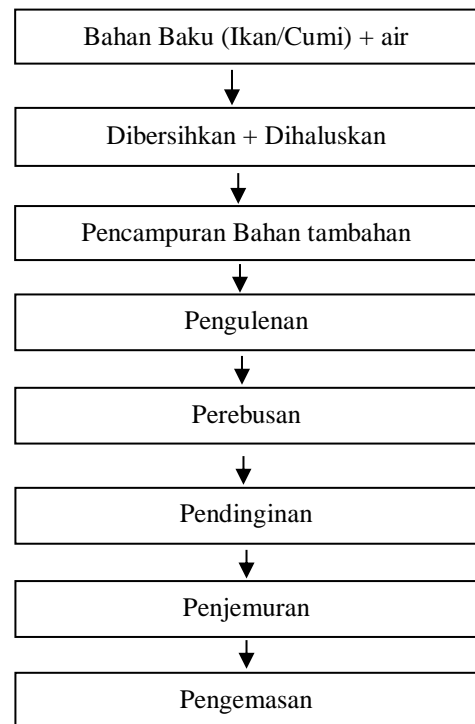 Bahan Baku (Ikan/Cumi) + air
Dibersihkan + Dihaluskan
Pencampuran Bahan tambahan
Pengulenan
Perebusan
Pendinginan
Penjemuran
Pengemasan